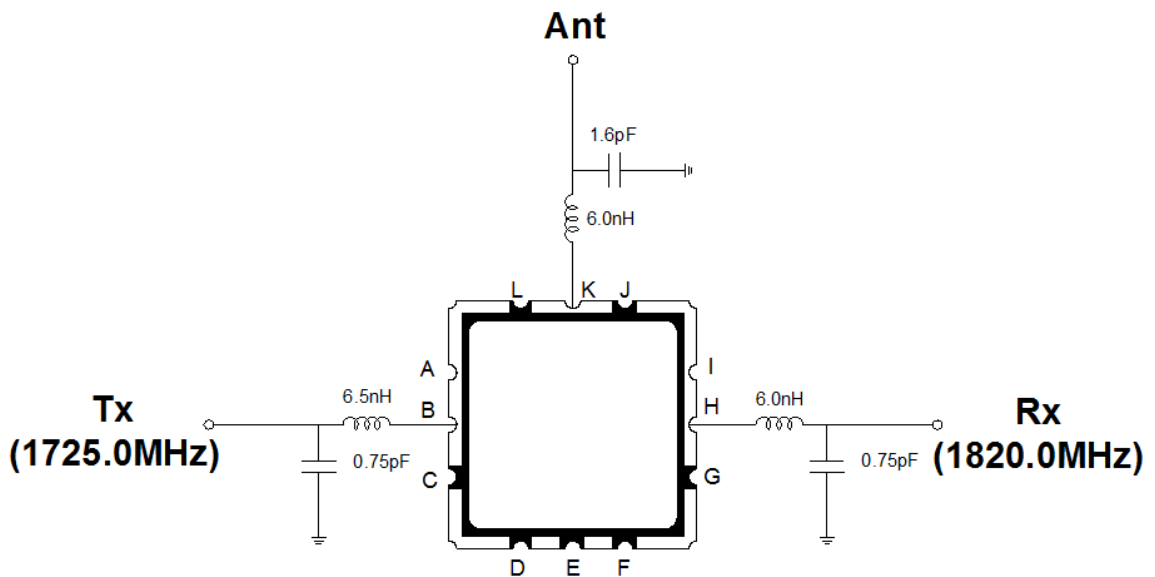 Ant
1.6pF
6.0nH
L K J
A I
6.5nH 6.0nH
Tx B H Rx
(1725.0MHz) 0.75pF 0.75pF (1820.0MHz)
C G
D E F